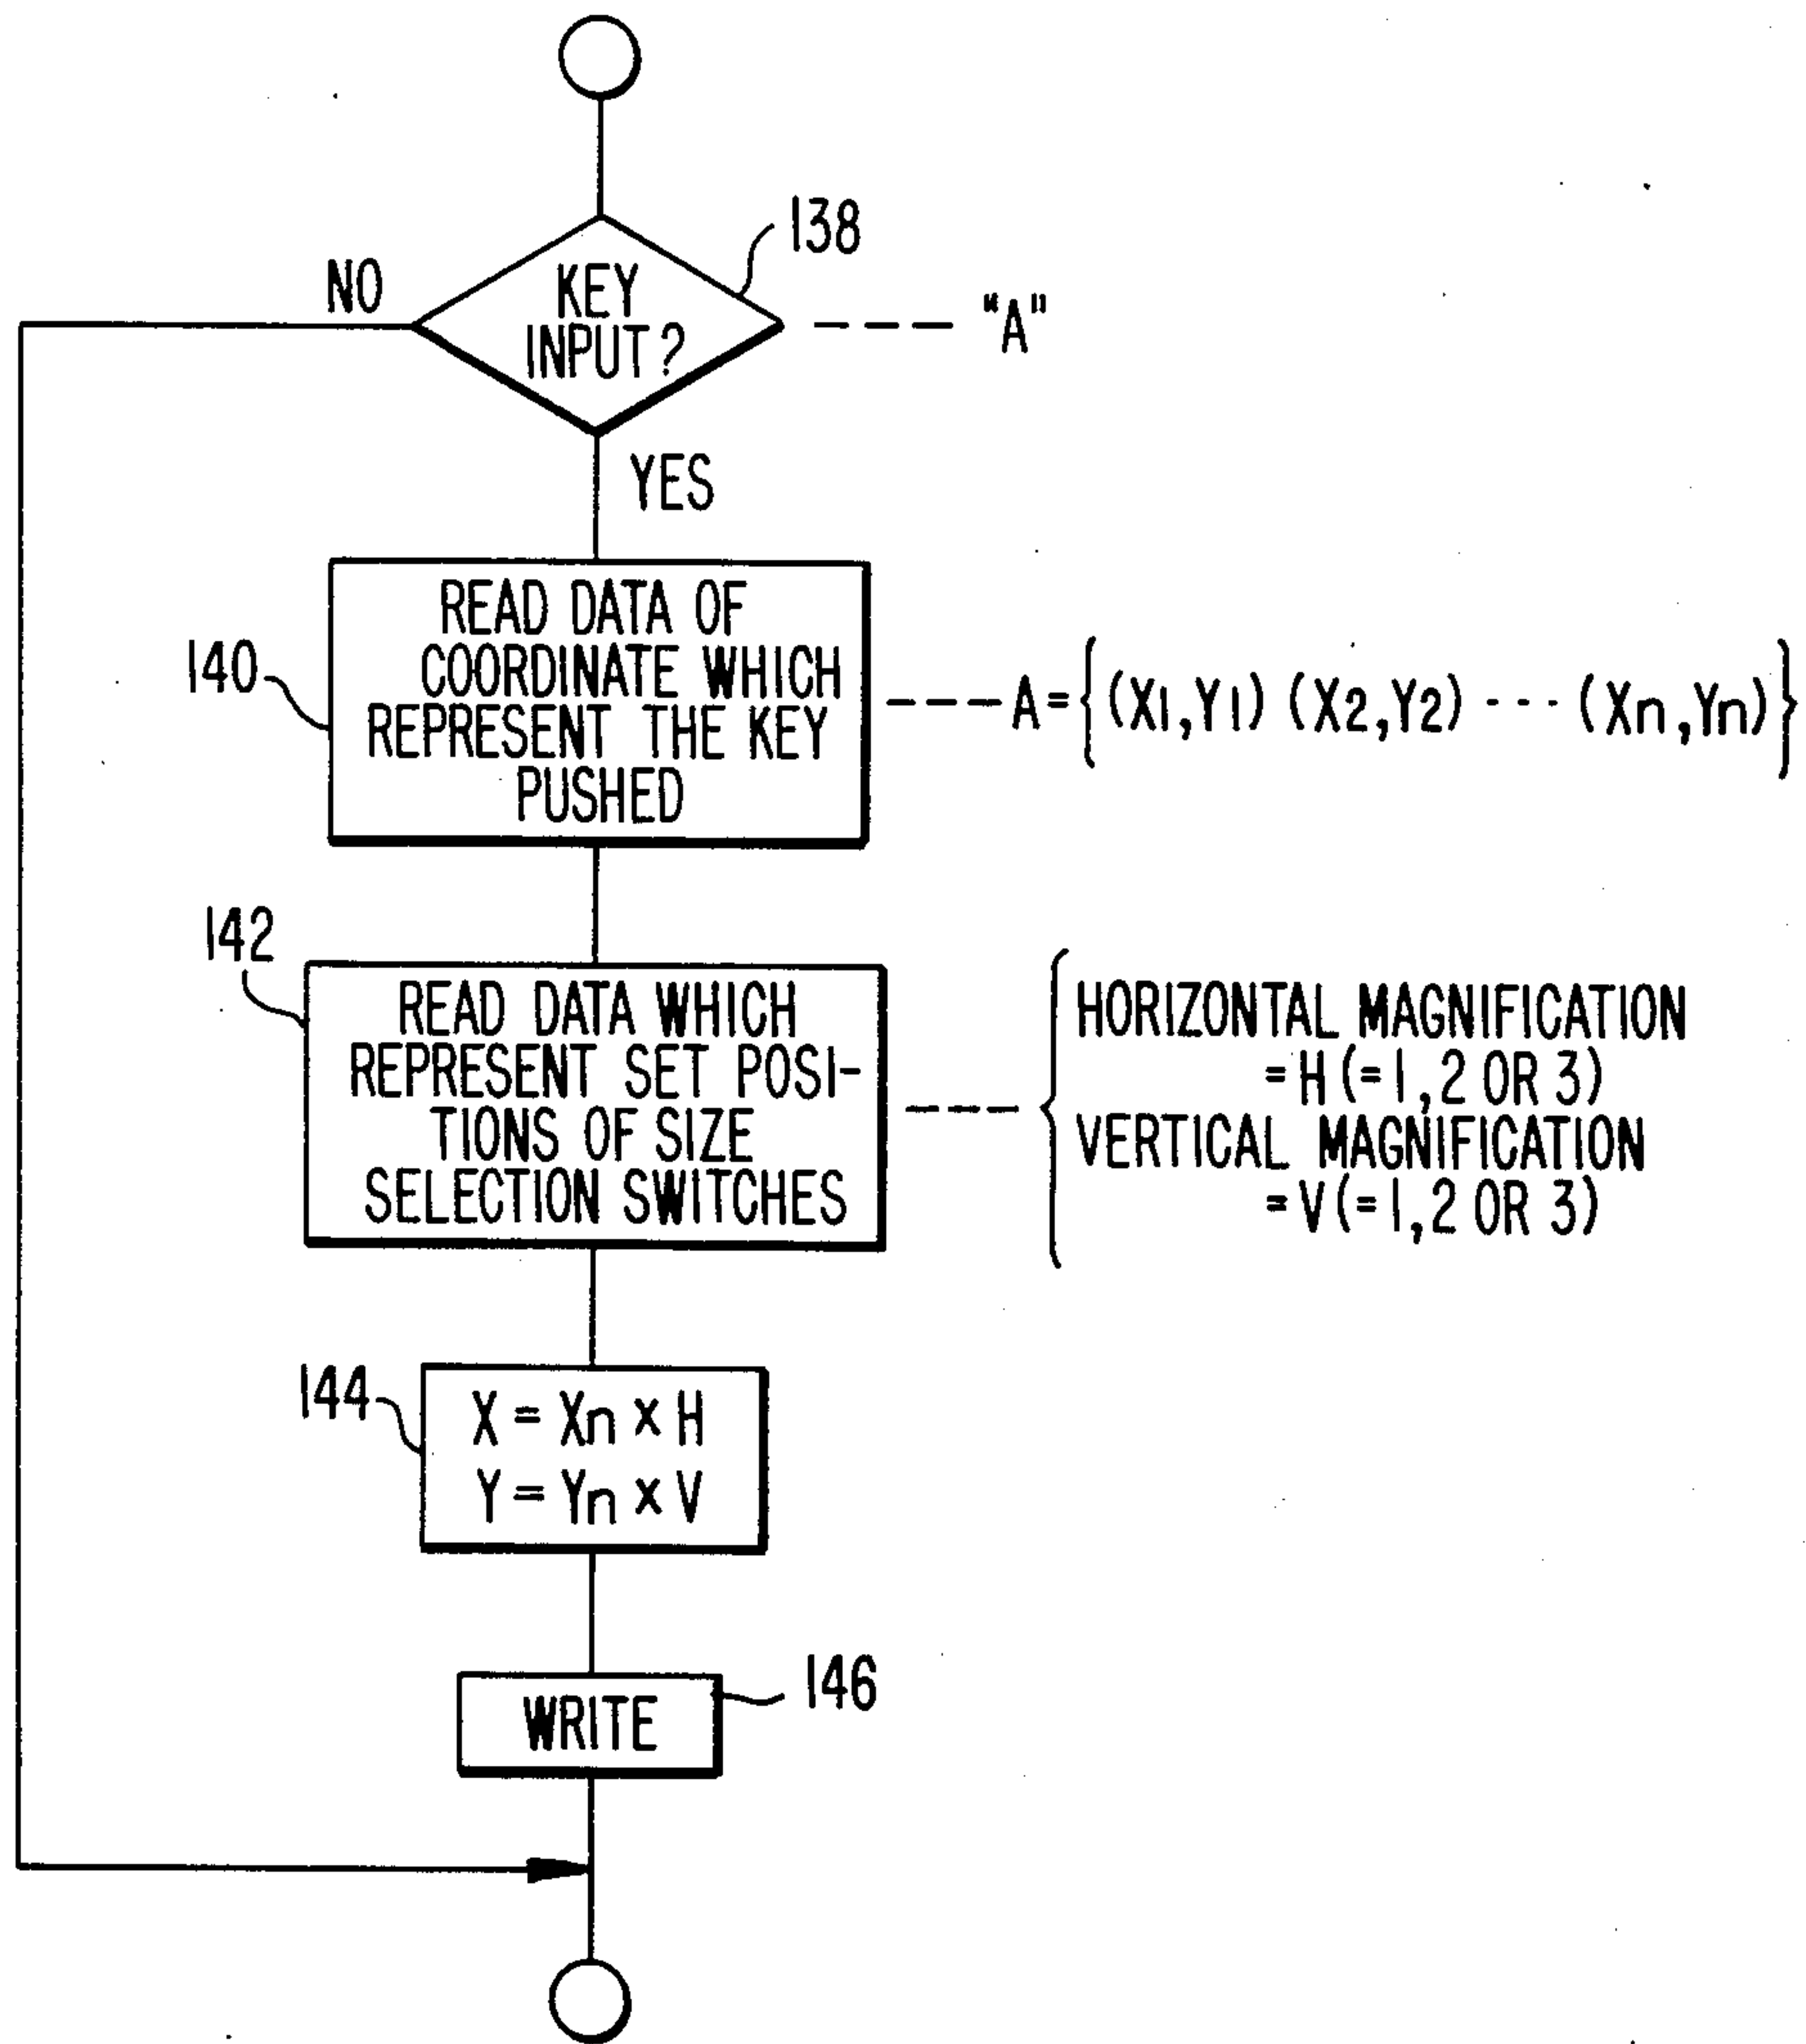 138
NO
KEY
INPUT?
"A"
YES
READ DATA OF
COORDINATE WHICH
REPRESENT THE KEY
PUSHED
140
A={(X1,Y1) (X2,Y2) --- (Xn,Yn)}
142
READ DATA WHICH
REPRESENT SET POSI-
TIONS OF SIZE
SELECTION SWITCHES
HORIZONTAL MAGNIFICATION
=H(=1,2 OR 3)
VERTICAL MAGNIFICATION
=V(=1,2 OR 3)
144
X=Xn×H
Y=Yn×V
146
WRITE